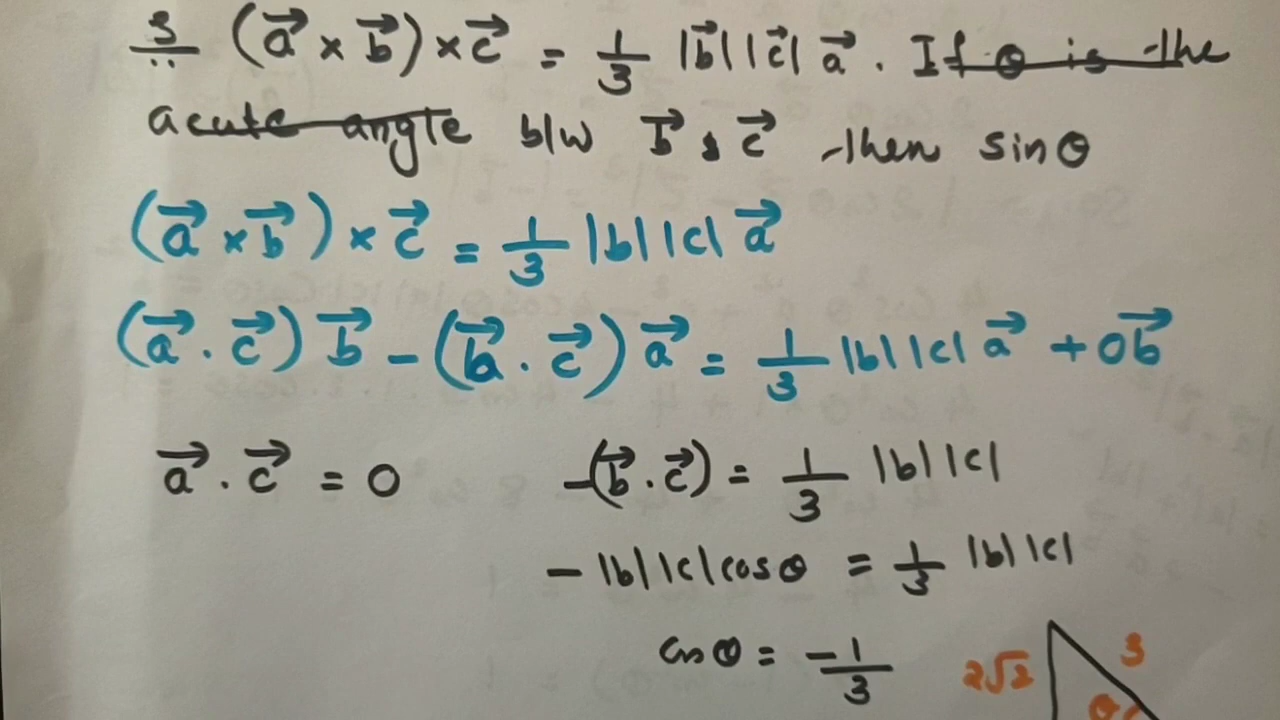 3 (a⃗ × b⃗) × c⃗ = 1/3 |b⃗| |c⃗| a⃗ . If θ is the
acute angle b/w b⃗ & c⃗ then sinθ
(a⃗ × b⃗) × c⃗ = 1/3 |b| |c| a⃗
(a⃗ . c⃗) b⃗ - (b⃗ . c⃗) a⃗ = 1/3 |b| |c| a⃗ + 0b⃗
a⃗ . c⃗ = 0 -(b⃗ . c⃗) = 1/3 |b| |c|
- |b| |c| cosθ = 1/3 |b| |c|
cosθ = -1/3
2√2 3
θ